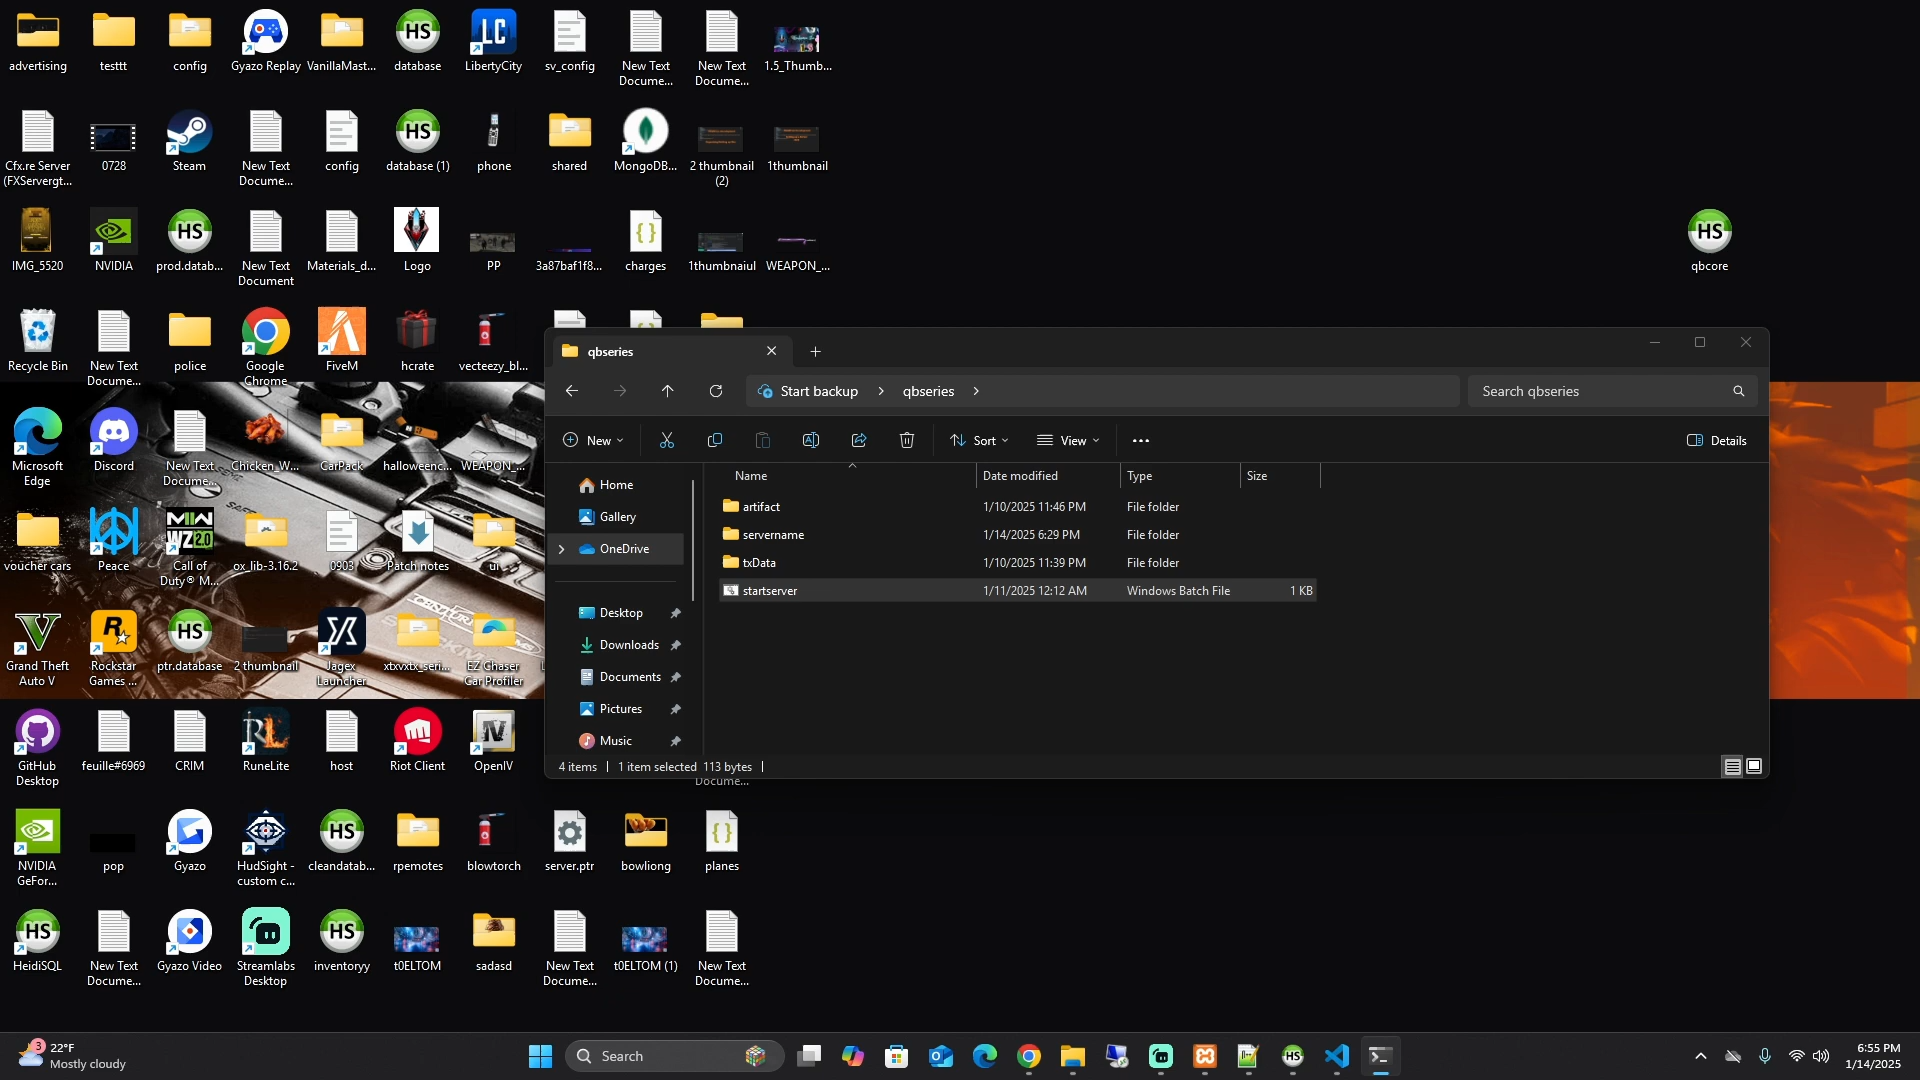 advertising
testtt
config
Gyazo Replay
VanillaMast...
database
LibertyCity
sv_config
New Text
Docume...
New Text
Docume...
1.5_Thumb...
Cfx.re Server
(FXServergt...
0728
Steam
New Text
Docume...
config
database (1)
phone
shared
MongoDB...
2 thumbnail
(2)
1thumbnail
IMG_5520
NVIDIA
prod.datab...
New Text
Document
Materials_d...
Logo
PP
3a87baf1f8...
charges
1thumbnaiul
WEAPON_...
qbcore
Recycle Bin
New Text
Docume...
police
Google
Chrome
FiveM
hcrate
vecteezy_bl...
Microsoft
Edge
Discord
New Text
Docume...
Chicken_W...
CarPack
halloweenc...
WEAPON_...
voucher cars
Peace
Call of
Duty® M...
ox_lib-3.16.2
0903
Patch notes
ui
Grand Theft
Auto V
Rockstar
Games ...
ptr.database
2 thumbnail
Jagex
Launcher
xtxvxtx_seri...
EZ Chaser
Car Profiler
GitHub
Desktop
feuille#6969
CRIM
RuneLite
host
Riot Client
OpenIV
Docume...
NVIDIA
GeFor...
pop
Gyazo
HudSight -
custom c...
cleandatab...
rpemotes
blowtorch
server.ptr
bowliong
planes
HeidiSQL
New Text
Docume...
Gyazo Video
Streamlabs
Desktop
inventoryy
t0ELTOM
sadasd
New Text
Docume...
t0ELTOM (1)
New Text
Docume...
qbseries
Start backup
qbseries
Search qbseries
New
Sort
View
Details
Home
Gallery
OneDrive
Desktop
Downloads
Documents
Pictures
Music
Name Date modified Type Size
artifact 1/10/2025 11:46 PM File folder
servername 1/14/2025 6:29 PM File folder
txData 1/10/2025 11:39 PM File folder
startserver 1/11/2025 12:12 AM Windows Batch File 1 KB
4 items 1 item selected 113 bytes
3
22°F
Mostly cloudy
Search
6:55 PM
1/14/2025